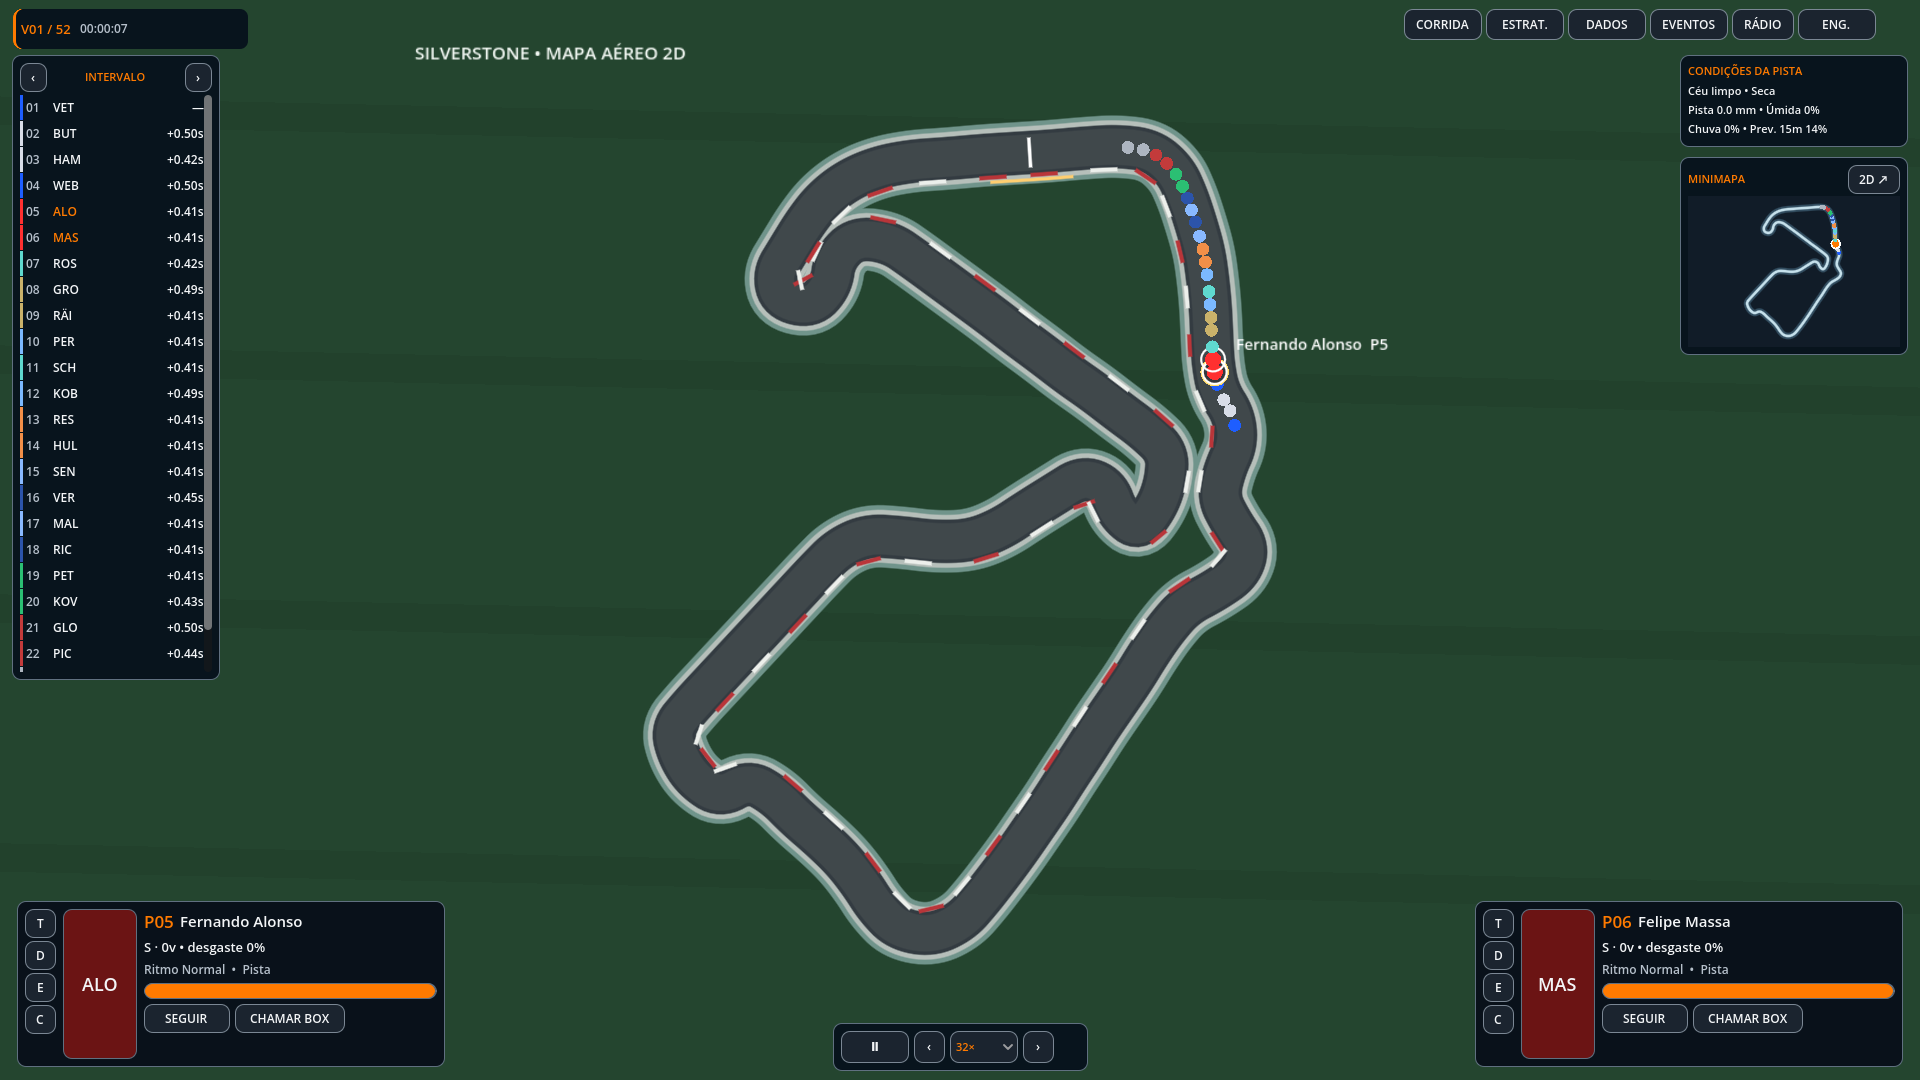 V01 / 52 00:00:07
CORRIDA ESTRAT. DADOS EVENTOS RÁDIO ENG.
SILVERSTONE • MAPA AÉREO 2D
‹ INTERVALO ›
01 VET —
02 BUT +0.50s
03 HAM +0.42s
04 WEB +0.50s
05 ALO +0.41s
06 MAS +0.41s
07 ROS +0.42s
08 GRO +0.49s
09 RÄI +0.41s
10 PER +0.41s
11 SCH +0.41s
12 KOB +0.49s
13 RES +0.41s
14 HUL +0.41s
15 SEN +0.41s
16 VER +0.45s
17 MAL +0.41s
18 RIC +0.41s
19 PET +0.41s
20 KOV +0.43s
21 GLO +0.50s
22 PIC +0.44s
CONDIÇÕES DA PISTA
Céu limpo • Seca
Pista 0.0 mm • Úmida 0%
Chuva 0% • Prev. 15m 14%
MINIMAPA 2D ↗
Fernando Alonso P5
T
D
E
C
ALO
P05 Fernando Alonso
S · 0v • desgaste 0%
Ritmo Normal • Pista
SEGUIR CHAMAR BOX
‹ 32× ›
T
D
E
C
MAS
P06 Felipe Massa
S · 0v • desgaste 0%
Ritmo Normal • Pista
SEGUIR CHAMAR BOX